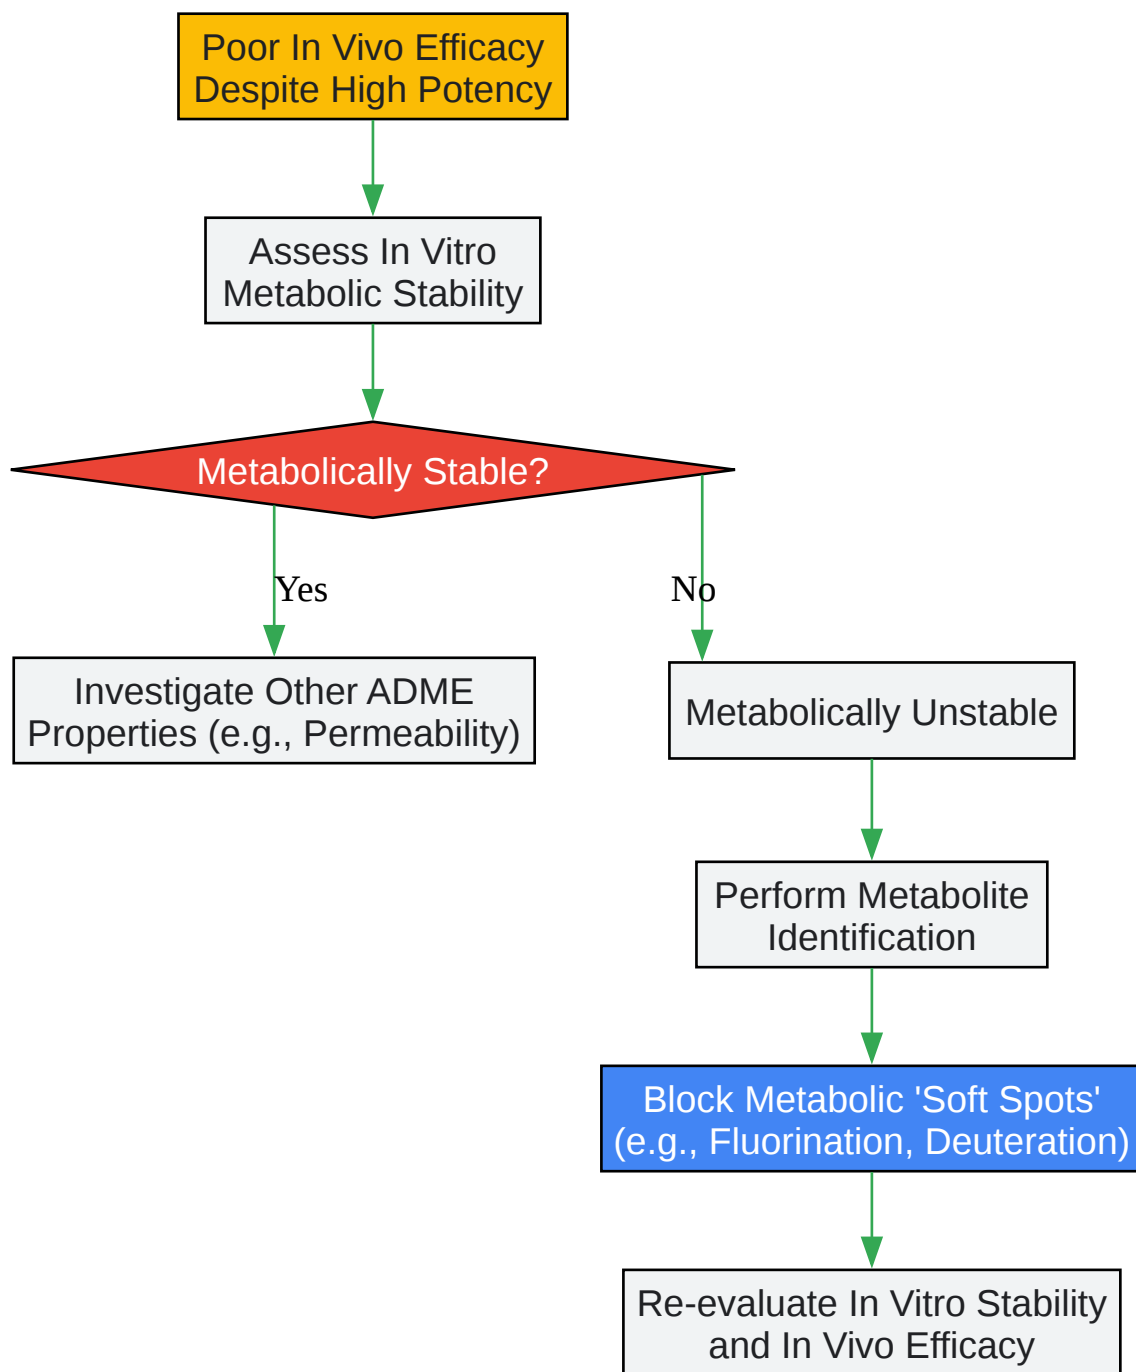 Poor In Vivo Efficacy
Despite High Potency
Assess In Vitro
Metabolic Stability
Metabolically Stable?
Yes
No
Investigate Other ADME
Properties (e.g., Permeability)
Metabolically Unstable
Perform Metabolite
Identification
Block Metabolic 'Soft Spots'
(e.g., Fluorination, Deuteration)
Re-evaluate In Vitro Stability
and In Vivo Efficacy